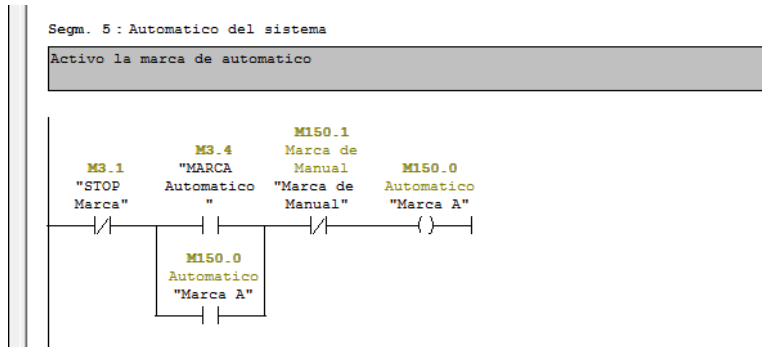 Segm. 5 : Automatico del sistema
Activo la marca de automatico
M3.1
"STOP
Marca"
M3.4
"MARCA
Automatico
"
M150.1
Marca de
Manual
"Marca de
Manual"
M150.0
Automatico
"Marca A"
M150.0
Automatico
"Marca A"